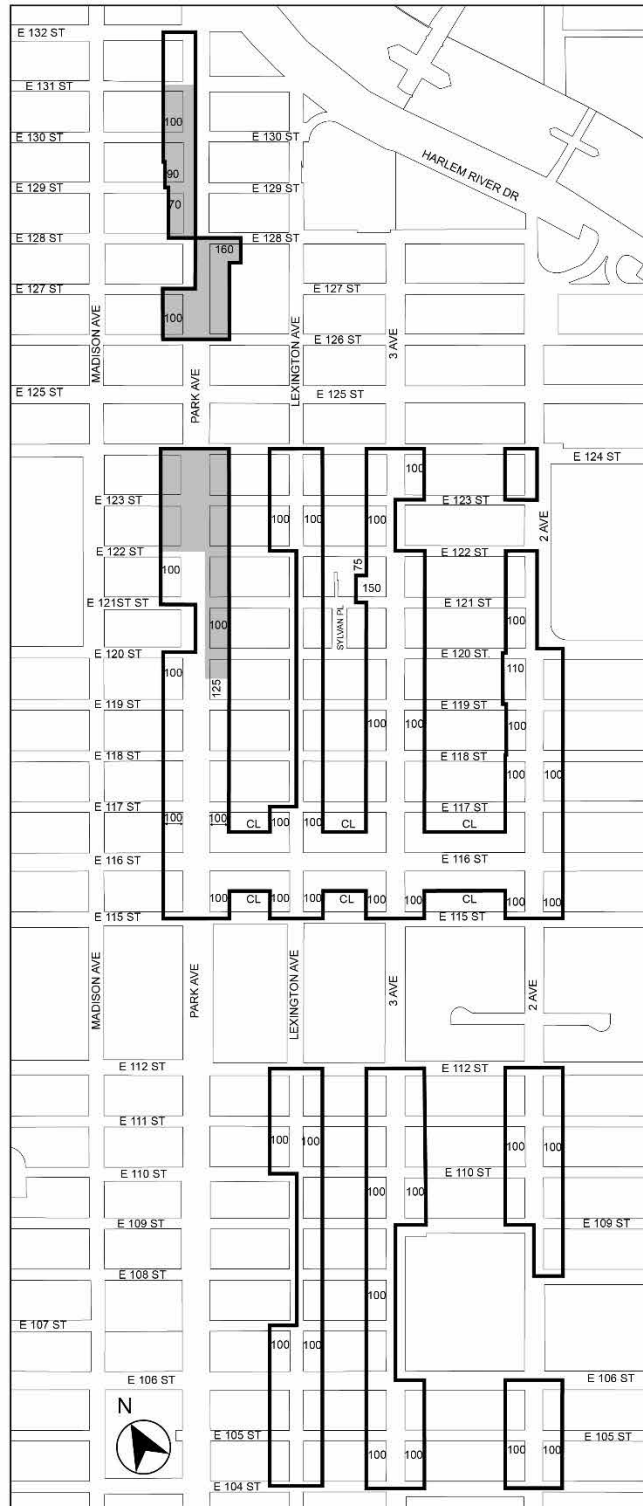 E 132 ST
E 131 ST
100
E 130 ST
E 130 ST
HARLEM RIVER DR
90
E 129 ST
E 129 ST
70
E 128 ST
E 128 ST
160
E 127 ST
E 127 ST
100
MADISON AVE
PARK AVE
LEXINGTON AVE
3 AVE
E 126 ST
E 125 ST
E 125 ST
E 124 ST
100
E 123 ST
E 123 ST
100
100
100
2 AVE
E 122 ST
E 122 ST
100
75
150
E 121ST ST
E 121 ST
100
100
SYLVAN PL
E 120 ST
E 120 ST.
100
125
110
E 119 ST
E 119 ST
100
100
100
E 118 ST
E 118 ST
100
100
E 117 ST
E 117 ST
100
100
CL
100
100
CL
CL
E 116 ST
E 116 ST
100
CL
100
100
CL
100
100
CL
100
100
E 115 ST
E 115 ST
MADISON AVE
PARK AVE
LEXINGTON AVE
3 AVE
2 AVE
E 112 ST
E 112 ST
E 111 ST
100
100
100
100
E 110 ST
E 110 ST
100
100
E 109 ST
E 109 ST
E 108 ST
100
E 107 ST
100
100
E 106 ST
E 106 ST
N
E 105 ST
E 105 ST
100
100
100
100
E 104 ST